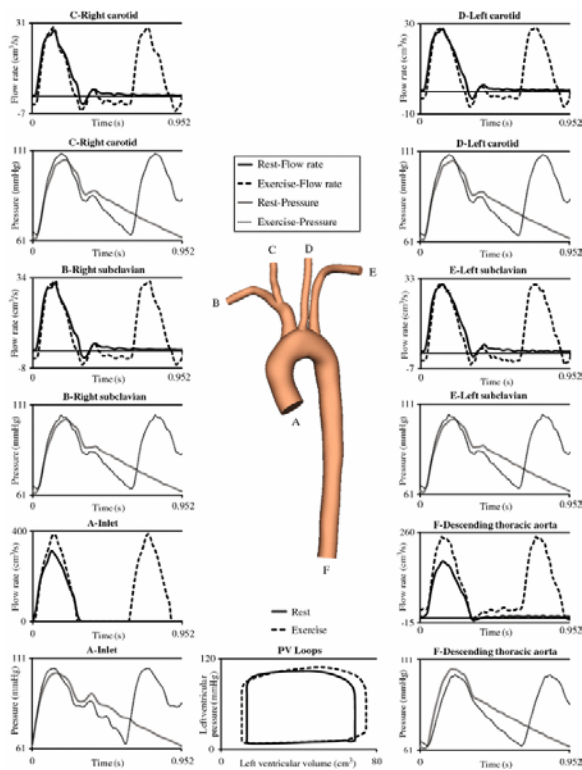 C-Right carotid
31
Flow rate (cm³/s)
-7
0
Time (s)
0.952
C-Right carotid
111
Pressure (mmHg)
61
0
Time (s)
0.952
B-Right subclavian
34
Flow rate (cm³/s)
-8
0
Time (s)
0.952
B-Right subclavian
111
Pressure (mmHg)
61
0
Time (s)
0.952
A-Inlet
400
Flow rate (cm³/s)
0
0
Time (s)
0.952
A-Inlet
111
Pressure (mmHg)
61
0
Time (s)
0.952
Rest-Flow rate
Exercise-Flow rate
Rest-Pressure
Exercise-Pressure
C
D
E
B
A
F
Rest
Exercise
PV Loops
120
Left ventricular
pressure (mmHg)
0
0
Left ventricular volume (cm³)
80
D-Left carotid
31
Flow rate (cm³/s)
-10
0
Time (s)
0.952
D-Left carotid
111
Pressure (mmHg)
61
0
Time (s)
0.952
E-Left subclavian
33
Flow rate (cm³/s)
-7
0
Time (s)
0.952
E-Left subclavian
111
Pressure (mmHg)
61
0
Time (s)
0.952
F-Descending thoracic aorta
260
Flow rate (cm³/s)
-15
0
Time (s)
0.952
F-Descending thoracic aorta
111
Pressure (mmHg)
61
0
Time (s)
0.952